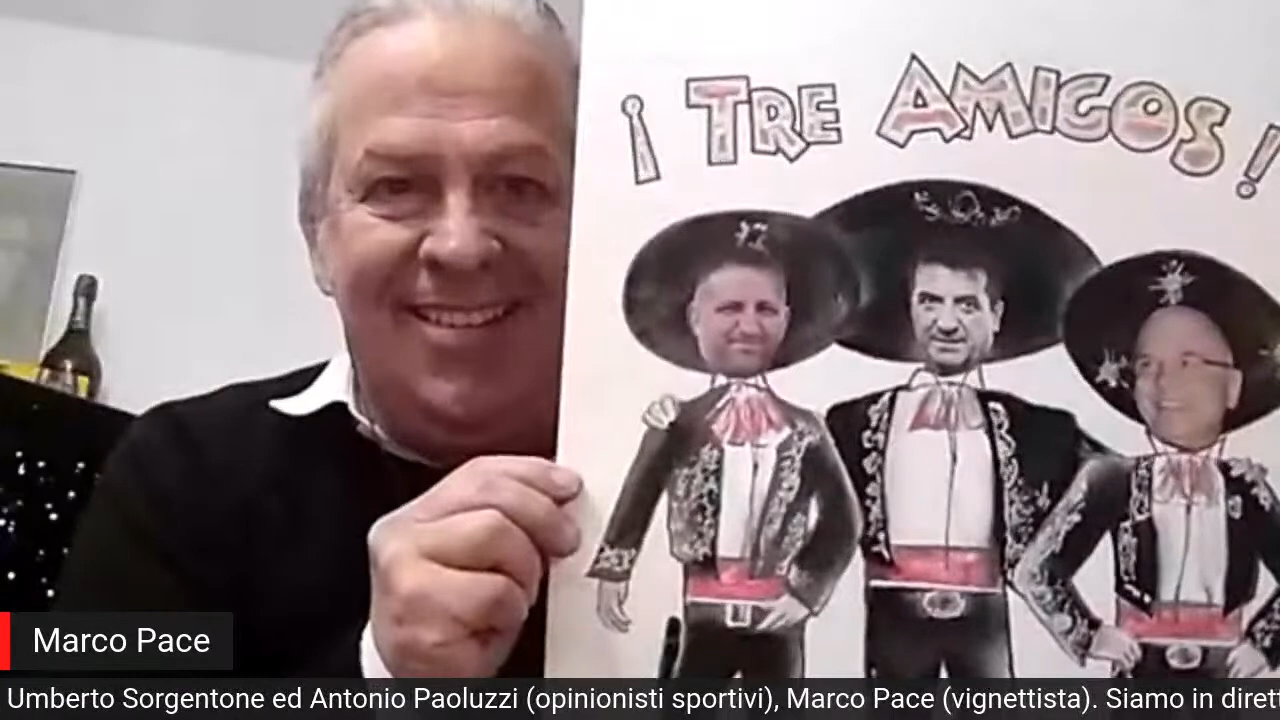 ¡ TRE AMIGOS !
Marco Pace
Umberto Sorgentone ed Antonio Paoluzzi (opinionisti sportivi), Marco Pace (vignettista). Siamo in dirett